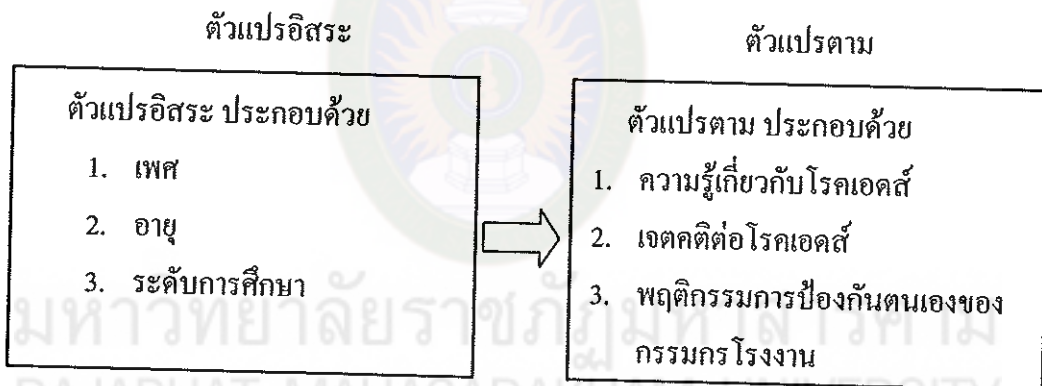 ตัวแปรอิสระ
ตัวแปรตาม
ตัวแปรอิสระ ประกอบด้วย
1. เพศ
2. อายุ
3. ระดับการศึกษา
ตัวแปรตาม ประกอบด้วย
1. ความรู้เกี่ยวกับโรคเอดส์
2. เจตคติต่อโรคเอดส์
3. พฤติกรรมการป้องกันตนเองของ
กรรมกรโรงงาน
มหาวิทยาลัยราชภัฏมหาสารคาม